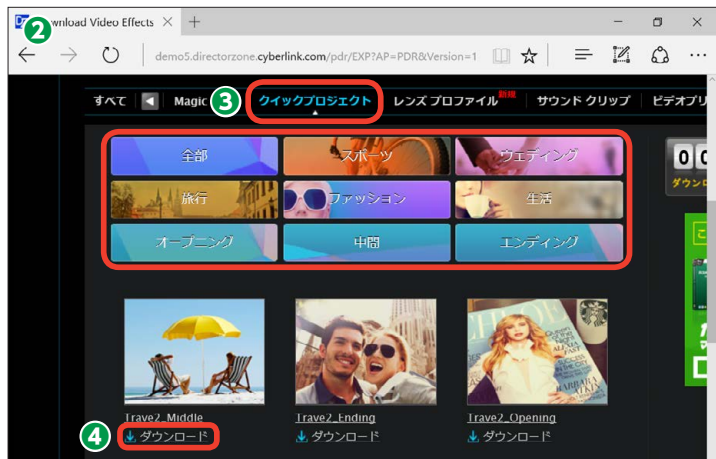 2
Download Video Effects
demo5.directorzone.cyberlink.com/pdr/EXP?AP=PDR&Version=1
3
すべて Magic クイックプロジェクト レンズ プロファイル 新規 サウンド クリップ ビデオプリ
全部 スポーツ ウェディング
旅行 ファッション 生活
オープニング 中間 エンディング
0 0
ダウン
Trave2_Middle Trave2_Ending Trave2_Opening
4
ダウンロード ダウンロード ダウンロード